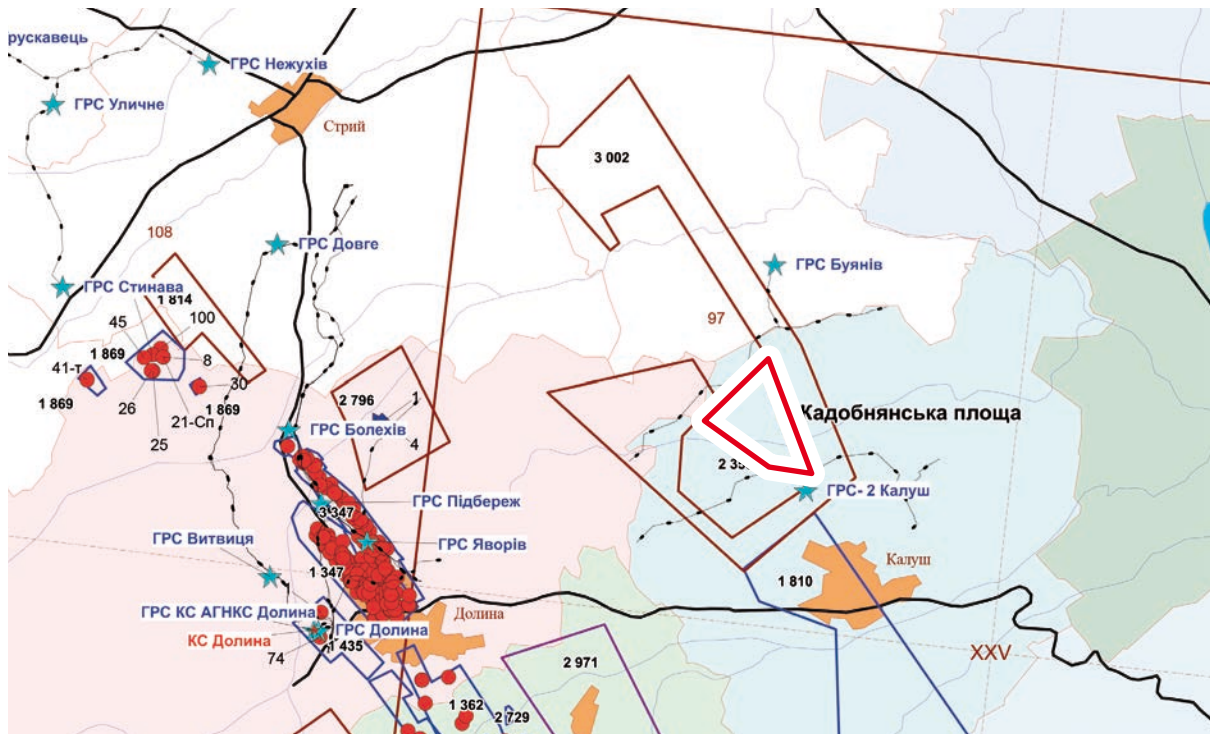 рускавець
ГРС Нежухів
ГРС Уличне
Стрий
3 002
108
ГРС Довге
ГРС Буянів
ГРС Стинава
1 814
45
100
97
1 869
8
41-т
30
1 869
1 869
26
21-Сп
25
2 796
1
4
Кадобнянська площа
ГРС Болехів
ГРС- 2 Калуш
ГРС Підбереж
3 347
ГРС Яворів
ГРС Витвиця
1 347
Калуш
1 810
ГРС КС АГНКС Долина
Долина
ГРС Долина
КС Долина
74
1 435
XXV
2 971
1 362
2 729